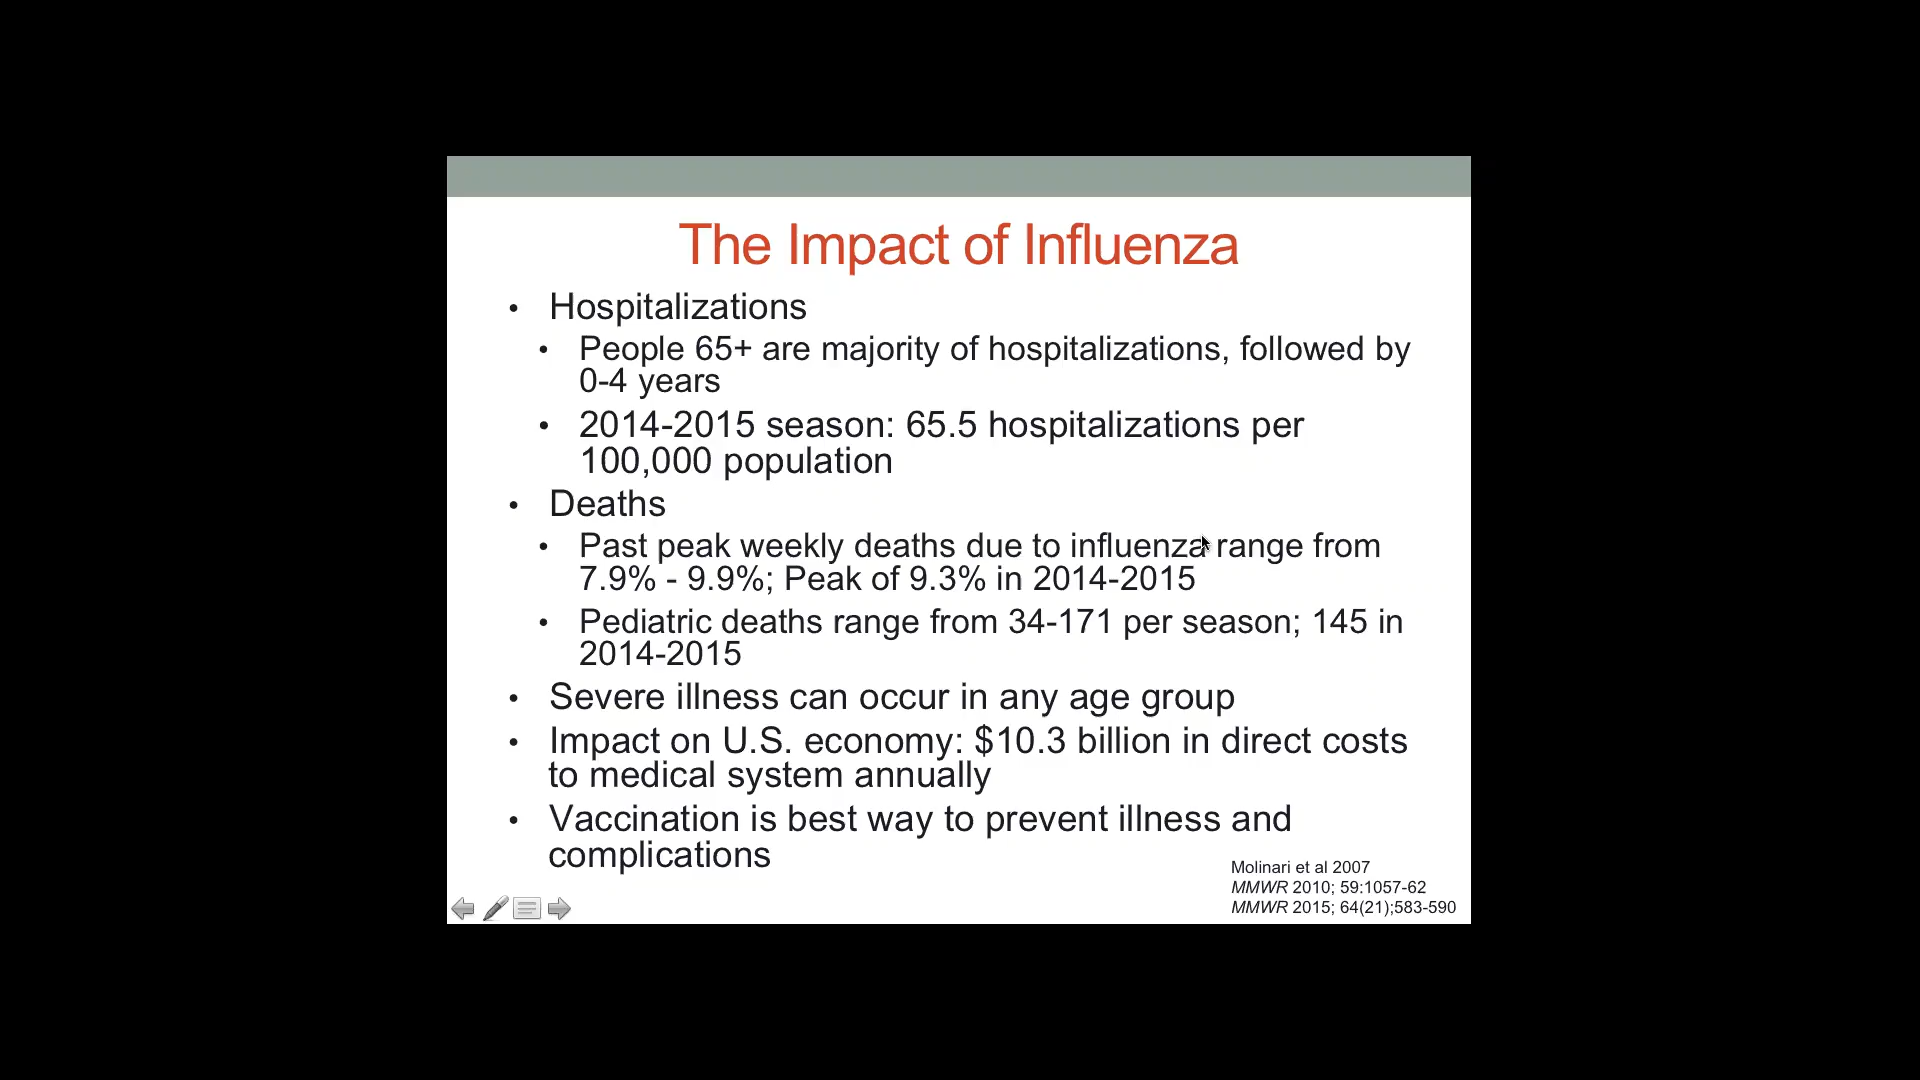 The Impact of Influenza
• Hospitalizations
• People 65+ are majority of hospitalizations, followed by
0-4 years
• 2014-2015 season: 65.5 hospitalizations per
100,000 population
• Deaths
• Past peak weekly deaths due to influenza range from
7.9% - 9.9%; Peak of 9.3% in 2014-2015
• Pediatric deaths range from 34-171 per season; 145 in
2014-2015
• Severe illness can occur in any age group
• Impact on U.S. economy: $10.3 billion in direct costs
to medical system annually
• Vaccination is best way to prevent illness and
complications
Molinari et al 2007
MMWR 2010; 59:1057-62
MMWR 2015; 64(21);583-590